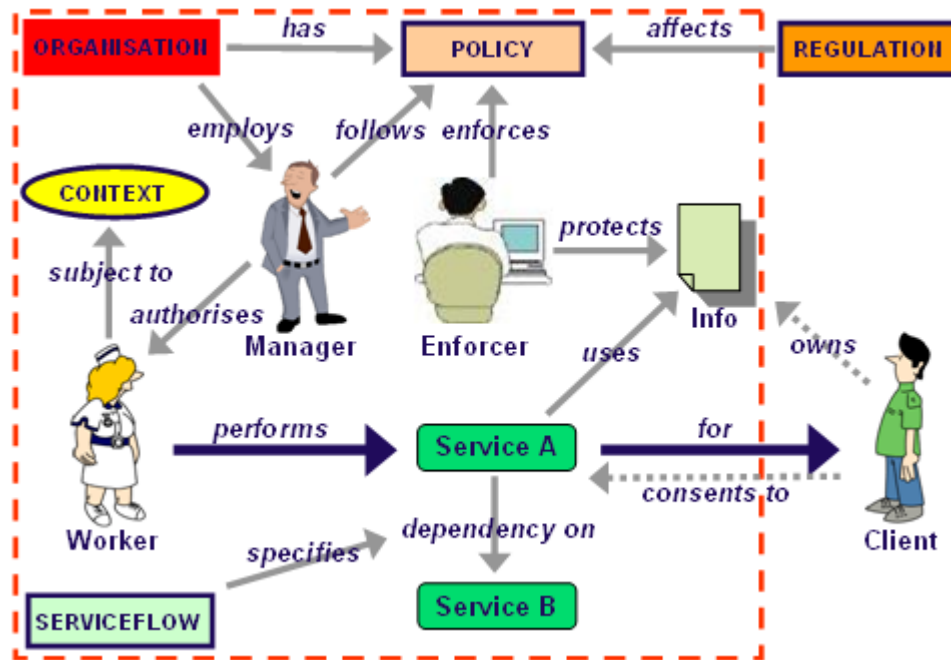 ORGANISATION
has
POLICY
affects
REGULATION
employs
follows
enforces
CONTEXT
protects
subject to
authorises
Manager
Enforcer
Info
uses
owns
performs
Service A
for
consents to
Worker
dependency on
Client
specifies
SERVICEFLOW
Service B